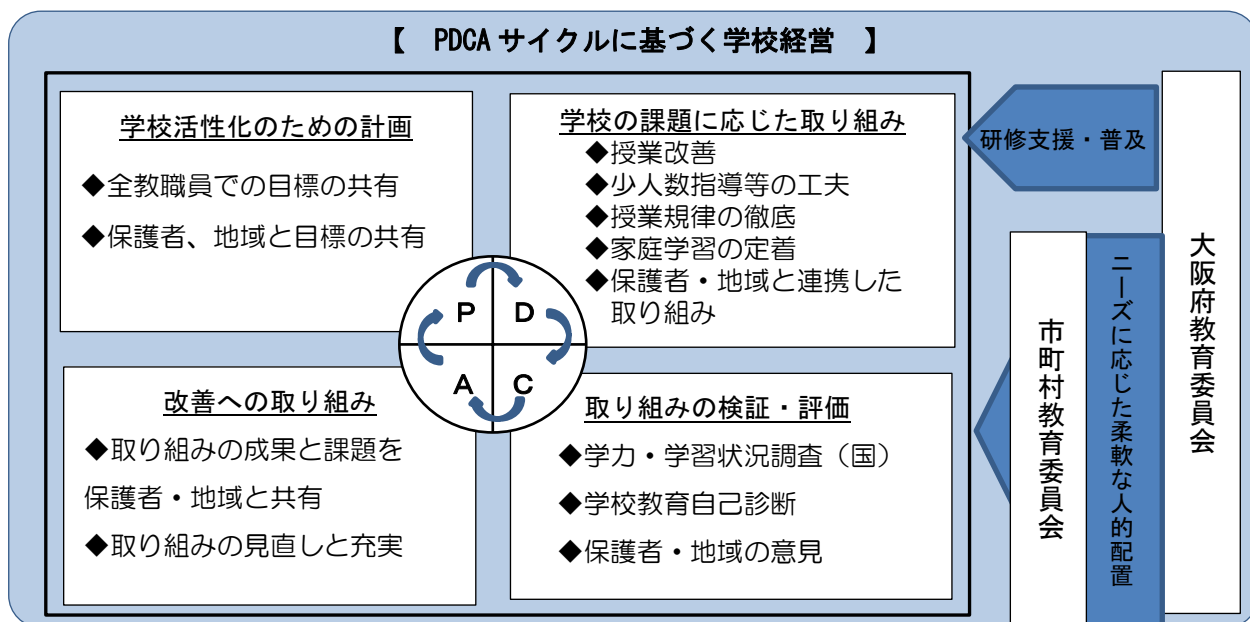 【 PDCAサイクルに基づく学校経営 】
学校活性化のための計画
◆全教職員での目標の共有
◆保護者、地域と目標の共有
学校の課題に応じた取り組み
◆授業改善
◆少人数指導等の工夫
◆授業規律の徹底
◆家庭学習の定着
◆保護者・地域と連携した
取り組み
P
D
A
C
改善への取り組み
◆取り組みの成果と課題を
保護者・地域と共有
◆取り組みの見直しと充実
取り組みの検証・評価
◆学力・学習状況調査（国）
◆学校教育自己診断
◆保護者・地域の意見
研修支援・普及
市町村教育委員会
ニーズに応じた柔軟な人的配置
大阪府教育委員会